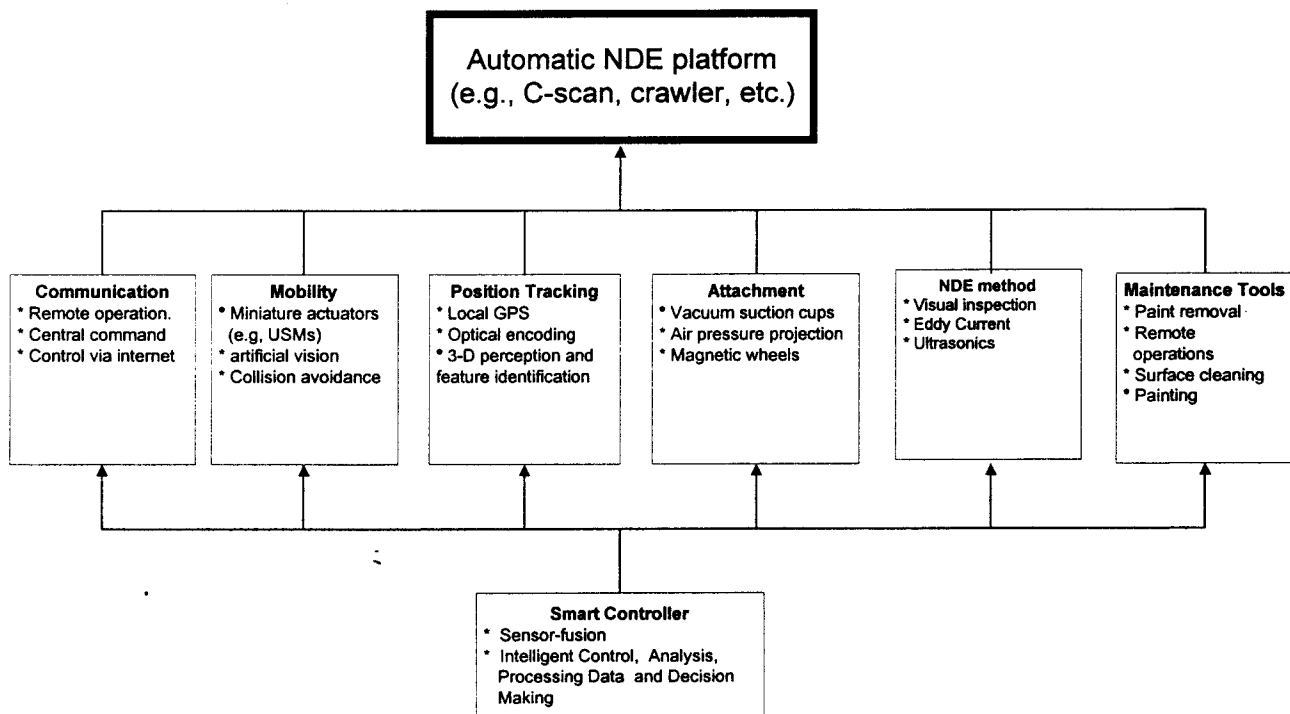 Automatic NDE platform
(e.g., C-scan, crawler, etc.)
Communication
* Remote operation.
* Central command
* Control via internet
Mobility
* Miniature actuators
(e.g, USMs)
* artificial vision
* Collision avoidance
Position Tracking
* Local GPS
* Optical encoding
* 3-D perception and
feature identification
Attachment
* Vacuum suction cups
* Air pressure projection
* Magnetic wheels
NDE method
* Visual inspection
* Eddy Current
* Ultrasonics
Maintenance Tools
* Paint removal
* Remote
operations
* Surface cleaning
* Painting
Smart Controller
* Sensor-fusion
* Intelligent Control, Analysis,
Processing Data and Decision
Making